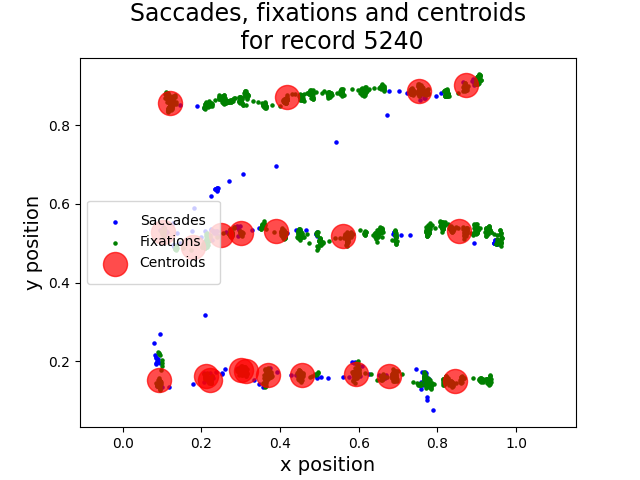 Saccades, fixations and centroids
for record 5240
y position
0.8
0.6
0.4
0.2
Saccades
Fixations
Centroids
0.0 0.2 0.4 0.6 0.8 1.0
x position